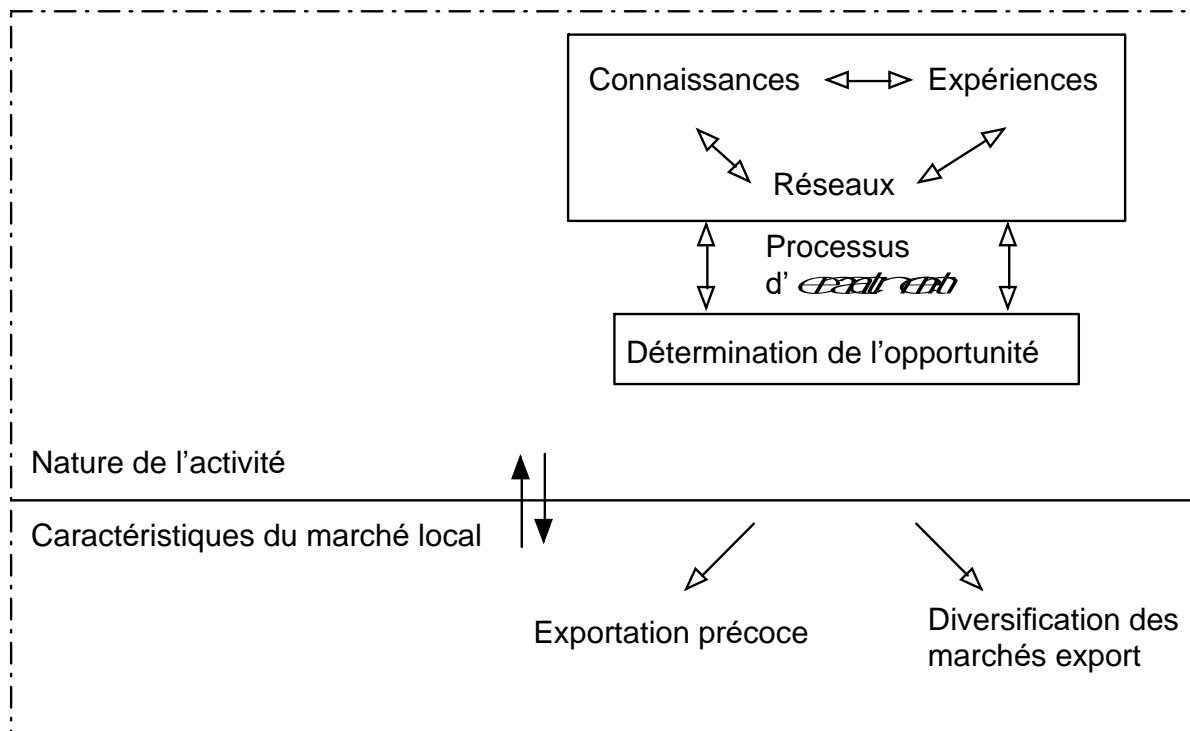 Connaissances Expériences
Réseaux
Processus
d'
Détermination de l’opportunité
Nature de l’activité
Caractéristiques du marché local
Exportation précoce
Diversification des
marchés export